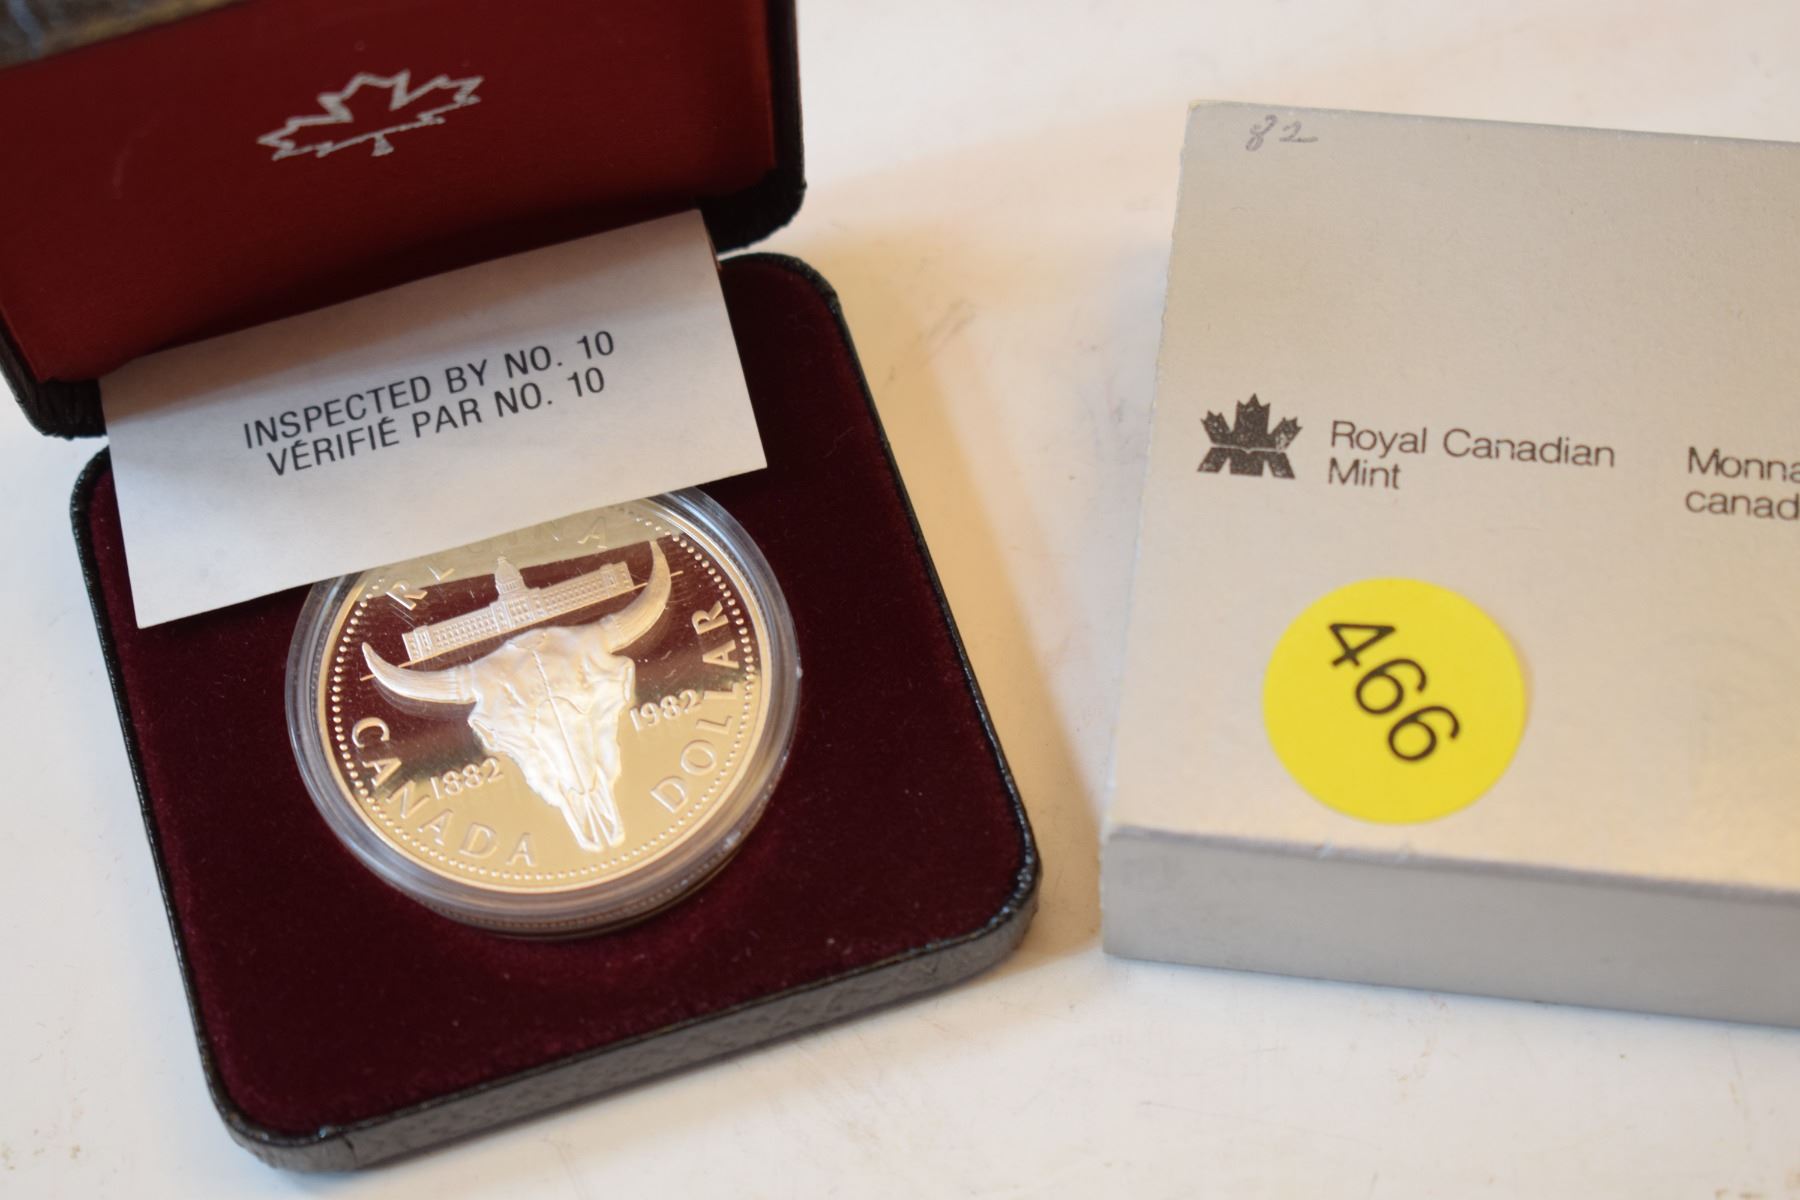 INSPECTED BY NO. 10
VÉRIFIÉ PAR NO. 10
REGINA
1882
1982
CANADA
DOLLAR
82
Royal Canadian
Mint
Monna
canad
466